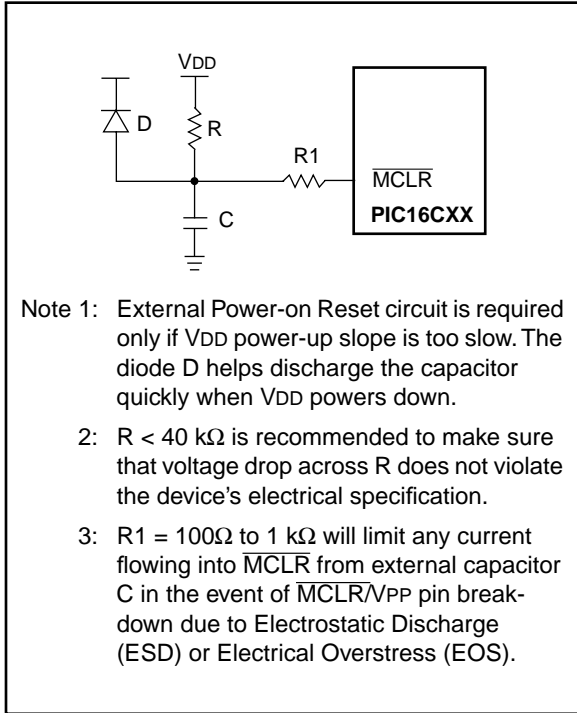 VDD
D
R
R1
MCLR
PIC16CXX
C
Note 1: External Power-on Reset circuit is required
only if VDD power-up slope is too slow. The
diode D helps discharge the capacitor
quickly when VDD powers down.
2: R < 40 kΩ is recommended to make sure
that voltage drop across R does not violate
the device's electrical specification.
3: R1 = 100Ω to 1 kΩ will limit any current
flowing into MCLR from external capacitor
C in the event of MCLR/VPP pin break-
down due to Electrostatic Discharge
(ESD) or Electrical Overstress (EOS).